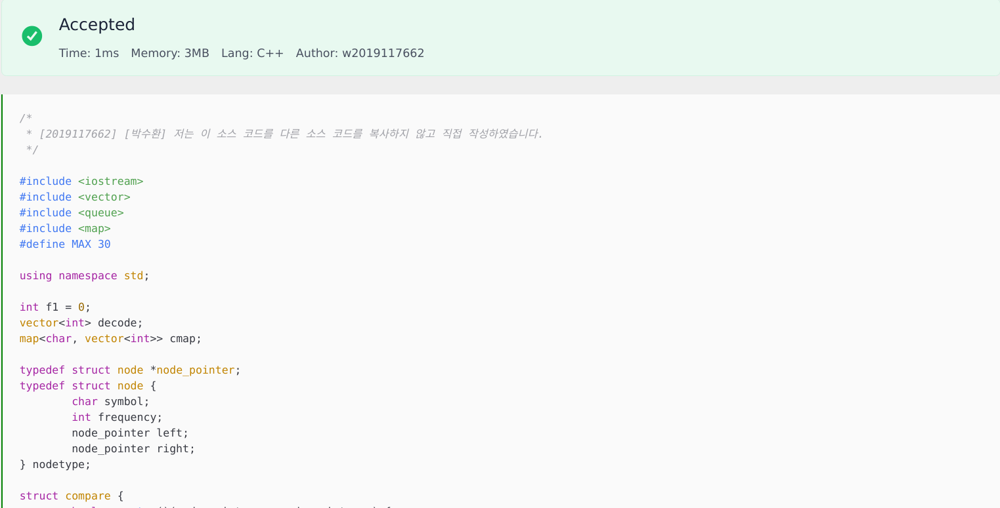 Accepted
Time: 1ms Memory: 3MB Lang: C++ Author: w2019117662
/*
 * [2019117662] [박수환] 저는 이 소스 코드를 다른 소스 코드를 복사하지 않고 직접 작성하였습니다.
 */
#include <iostream>
#include <vector>
#include <queue>
#include <map>
#define MAX 30
using namespace std;
int f1 = 0;
vector<int> decode;
map<char, vector<int>> cmap;
typedef struct node *node_pointer;
typedef struct node {
        char symbol;
        int frequency;
        node_pointer left;
        node_pointer right;
} nodetype;
struct compare {